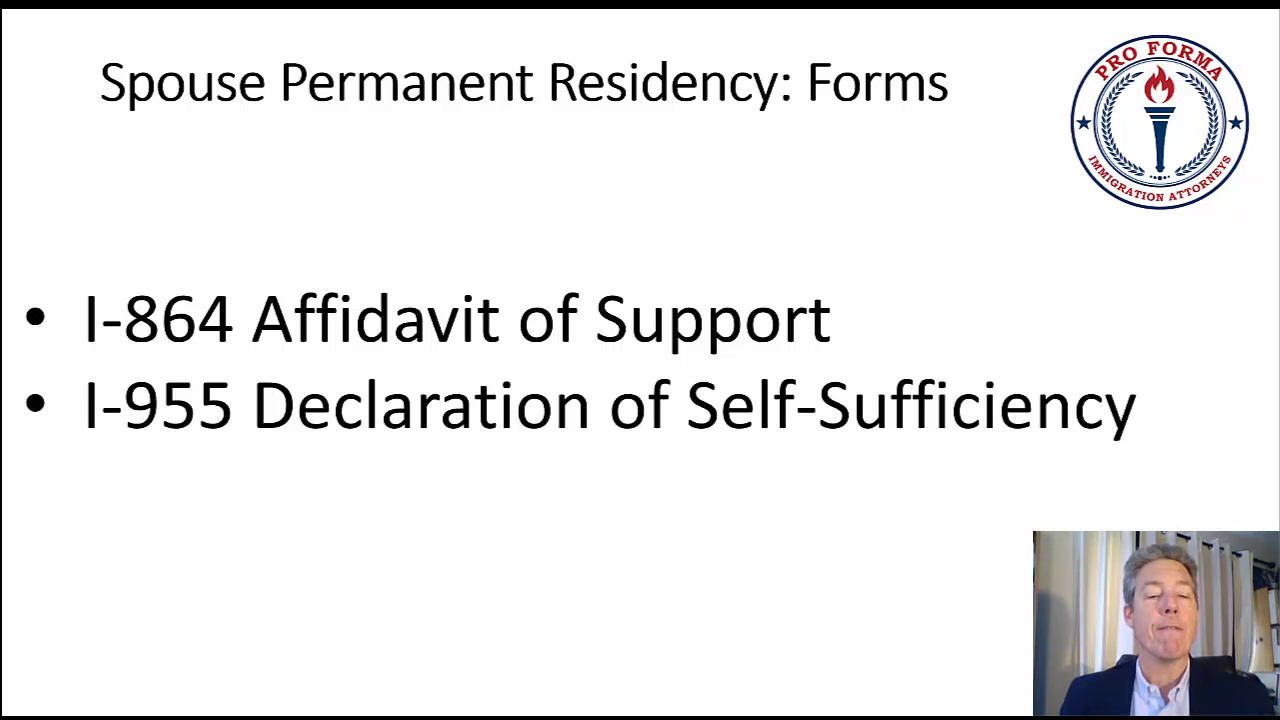 Spouse Permanent Residency: Forms
PRO FORMA
IMMIGRATION ATTORNEYS
• I-864 Affidavit of Support
• I-955 Declaration of Self-Sufficiency